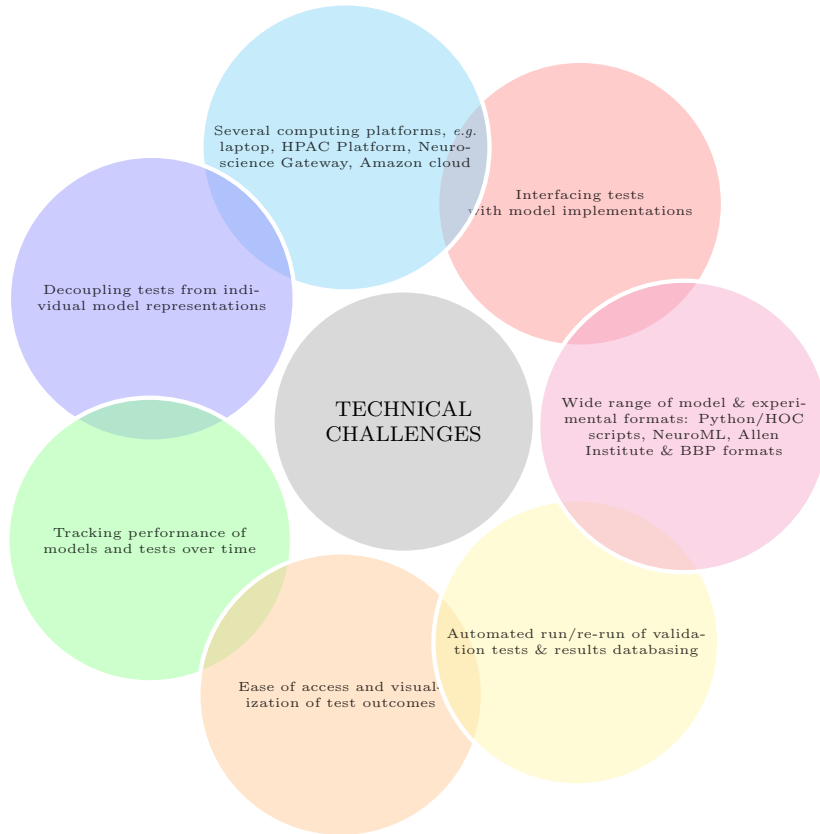 Several computing platforms, e.g.
laptop, HPAC Platform, Neuro-
science Gateway, Amazon cloud
Interfacing tests
with model implementations
Decoupling tests from indi-
vidual model representations
TECHNICAL
CHALLENGES
Wide range of model & experi-
mental formats: Python/HOC
scripts, NeuroML, Allen
Institute & BBP formats
Tracking performance of
models and tests over time
Automated run/re-run of valida-
tion tests & results databasing
Ease of access and visual-
ization of test outcomes